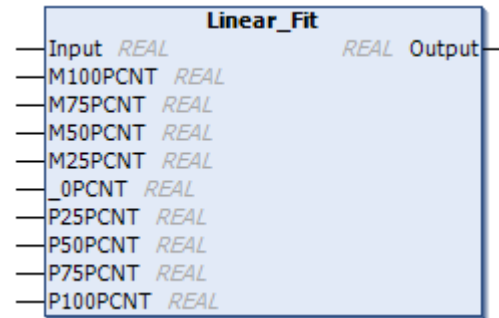 Linear_Fit
Input REAL REAL Output
M100PCNT REAL
M75PCNT REAL
M50PCNT REAL
M25PCNT REAL
_0PCNT REAL
P25PCNT REAL
P50PCNT REAL
P75PCNT REAL
P100PCNT REAL